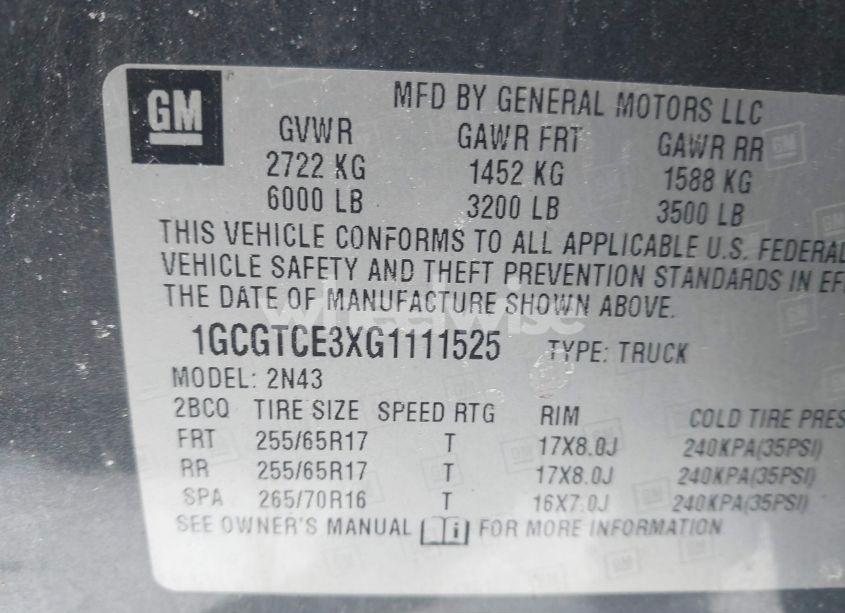 GM
MFD BY GENERAL MOTORS LLC
GVWR GAWR FRT GAWR RR
2722 KG 1452 KG 1588 KG
6000 LB 3200 LB 3500 LB
THIS VEHICLE CONFORMS TO ALL APPLICABLE U.S. FEDERAL
VEHICLE SAFETY AND THEFT PREVENTION STANDARDS IN EF
THE DATE OF MANUFACTURE SHOWN ABOVE.
wheelwise
1GCGTCE3XG1111525 TYPE: TRUCK
MODEL: 2N43
2BCQ TIRE SIZE SPEED RTG RIM COLD TIRE PRES
FRT 255/65R17 T 17X8.0J 240KPA(35PSI)
RR 255/65R17 T 17X8.0J 240KPA(35PSI)
SPA 265/70R16 T 16X7.0J 240KPA(35PSI)
SEE OWNER'S MANUAL i FOR MORE INFORMATION